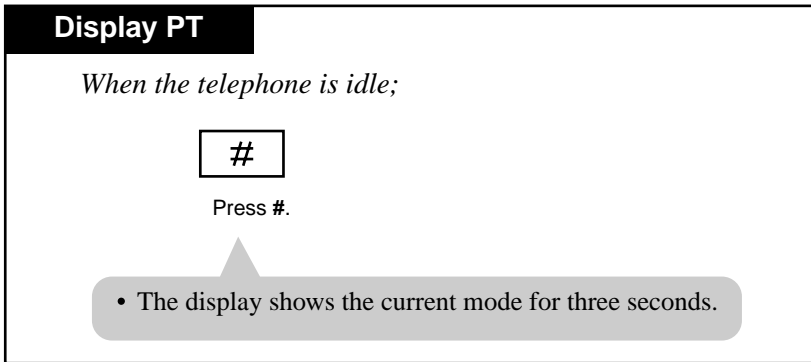 Display PT
When the telephone is idle;
#
Press #.
• The display shows the current mode for three seconds.